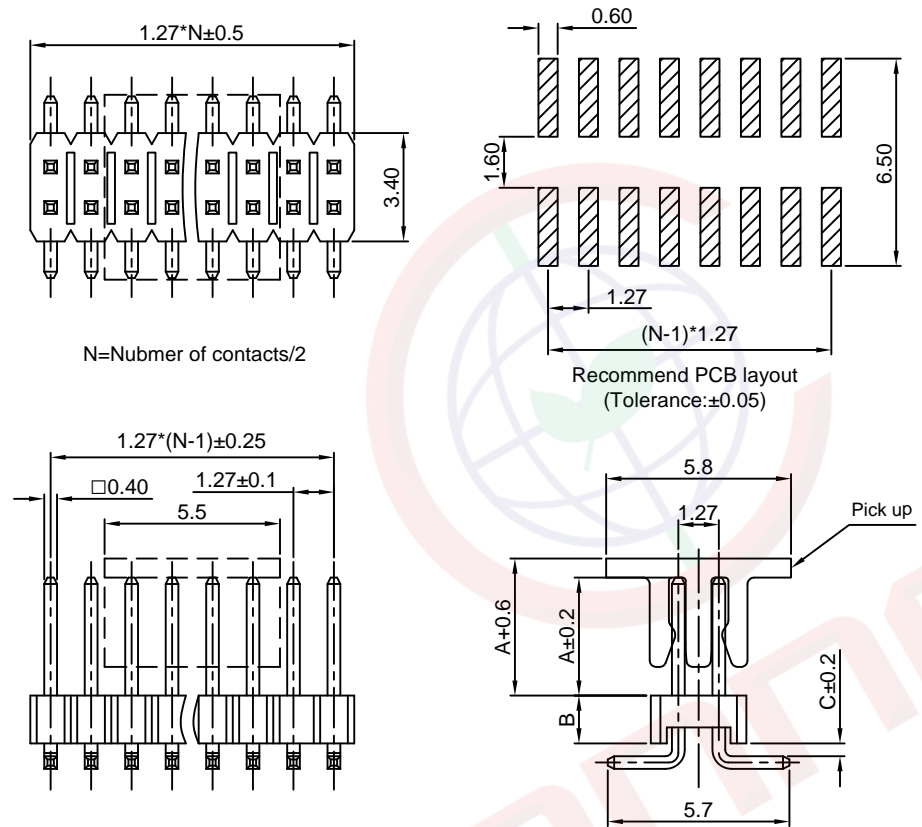 1.27*N±0.5
3.40
N=Nubmer of contacts/2
0.60
1.60
6.50
1.27
(N-1)*1.27
Recommend PCB layout
(Tolerance:±0.05)
1.27*(N-1)±0.25
□0.40
1.27±0.1
5.5
5.8
1.27
Pick up
A+0.6
A±0.2
B
C±0.2
5.7